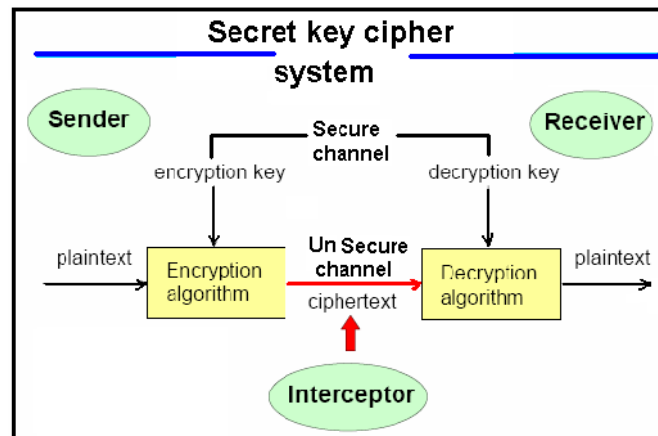 Secret key cipher
system
Sender
Receiver
Secure
channel
encryption key
decryption key
plaintext
Encryption
algorithm
Un Secure
channel
ciphertext
Decryption
algorithm
plaintext
Interceptor